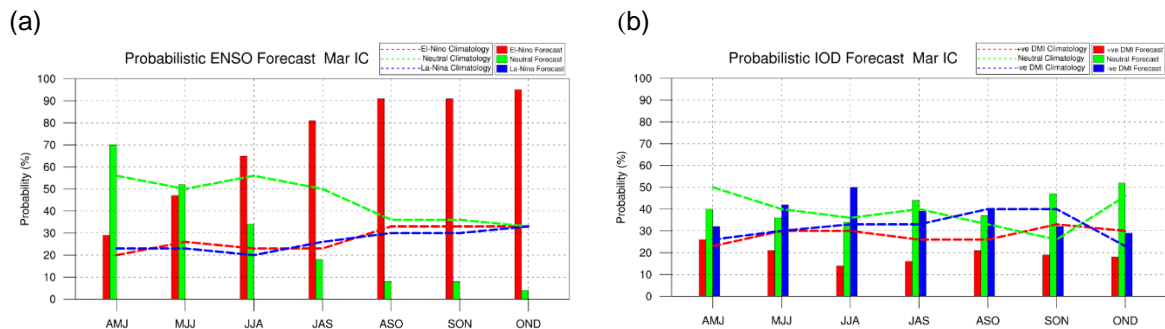 (a)
Probabilistic ENSO Forecast Mar IC
El-Nino Climatology
Neutral Climatology
La-Nina Climatology
El-Nino Forecast
Neutral Forecast
La-Nina Forecast
Probability (%)
100
90
80
70
60
50
40
30
20
10
0
AMJ MJJ JJA JAS ASO SON OND
(b)
Probabilistic IOD Forecast Mar IC
+ve DMI Climatology
Neutral Climatology
-ve DMI Climatology
+ve DMI Forecast
Neutral Forecast
-ve DMI Forecast
Probability (%)
100
90
80
70
60
50
40
30
20
10
0
AMJ MJJ JJA JAS ASO SON OND